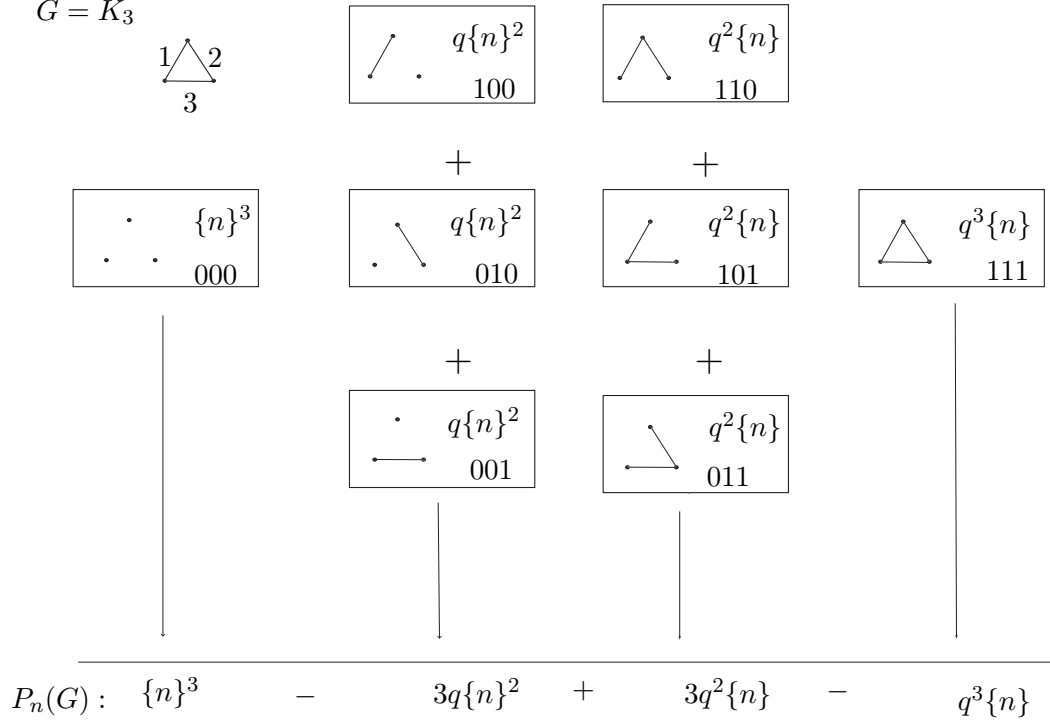 G = K_3
1 2
3
q{n}^2
100
q^2{n}
110
+ +
{n}^3
000
q{n}^2
010
q^2{n}
101
q^3{n}
111
+ +
q{n}^2
001
q^2{n}
011
P_n(G) : {n}^3 − 3q{n}^2 + 3q^2{n} − q^3{n}